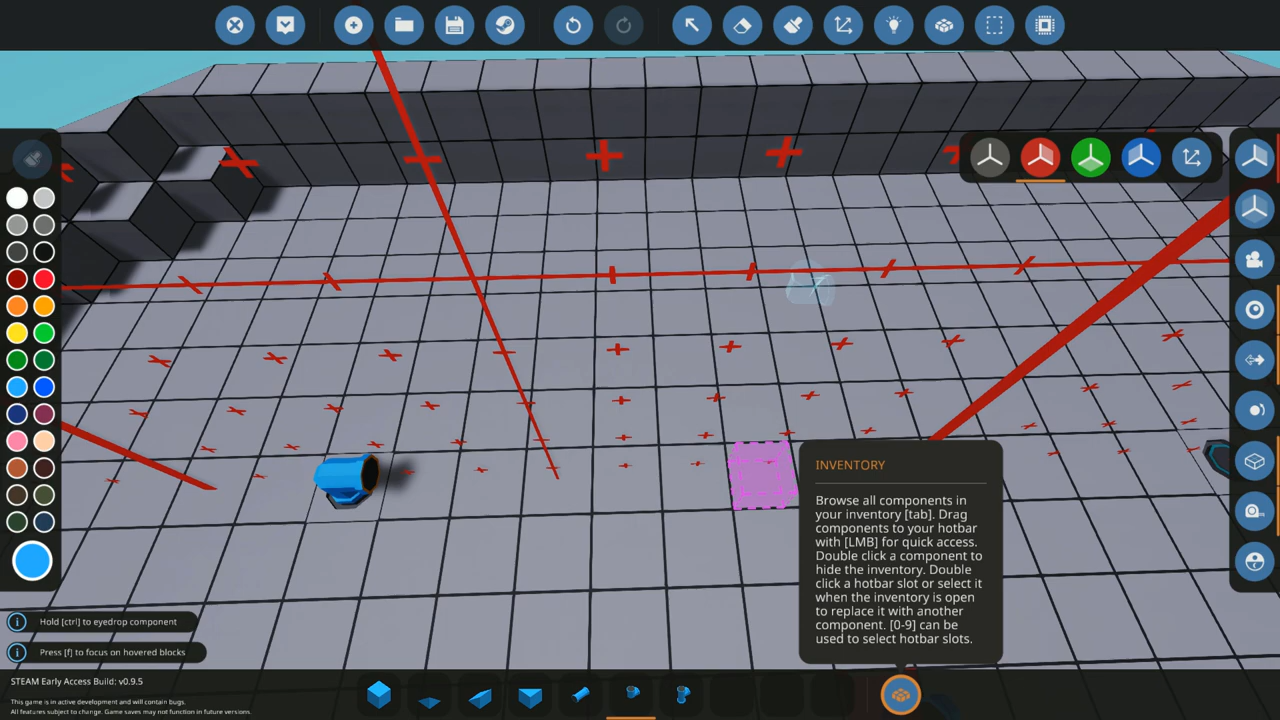 INVENTORY
Browse all components in
your inventory [tab]. Drag
components to your hotbar
with [LMB] for quick access.
Double click a component to
hide the inventory. Double
click a hotbar slot or select it
when the inventory is open
to replace it with another
component. [0-9] can be
used to select hotbar slots.
Hold [ctrl] to eyedrop component
Press [f] to focus on hovered blocks
STEAM Early Access Build: v0.9.5
This game is in active development and will contain bugs.
All features subject to change. Game saves may not function in future versions.